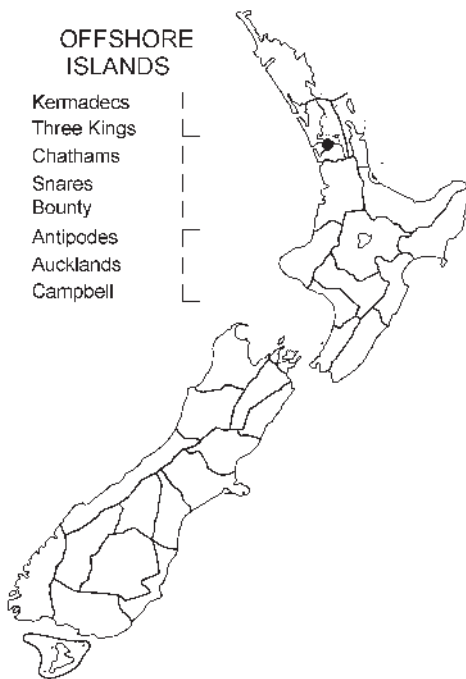 OFFSHORE
ISLANDS
Kermadecs
Three Kings
Chathams
Snares
Bounty
Antipodes
Aucklands
Campbell